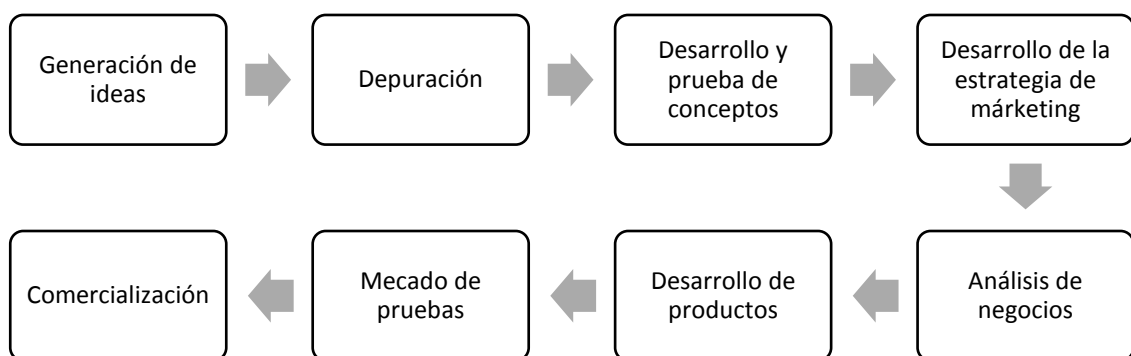 Generación de
ideas
Depuración
Desarrollo y
prueba de
conceptos
Desarrollo de la
estrategia de
márketing
Análisis de
negocios
Desarrollo de
productos
Mecado de
pruebas
Comercialización